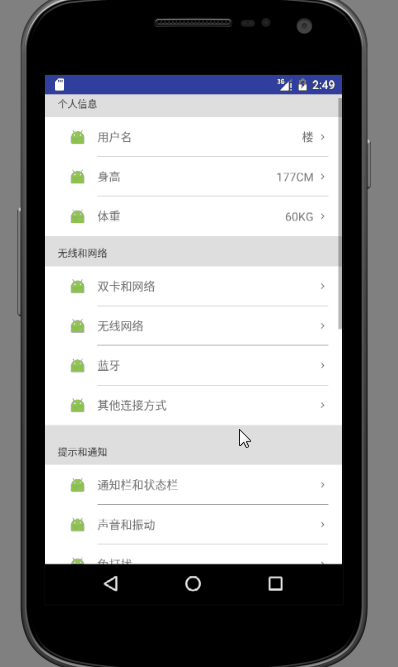 3G 2:49
个人信息
用户名 楼
身高 177CM
体重 60KG
无线和网络
双卡和网络
无线网络
蓝牙
其他连接方式
提示和通知
通知栏和状态栏
声音和振动